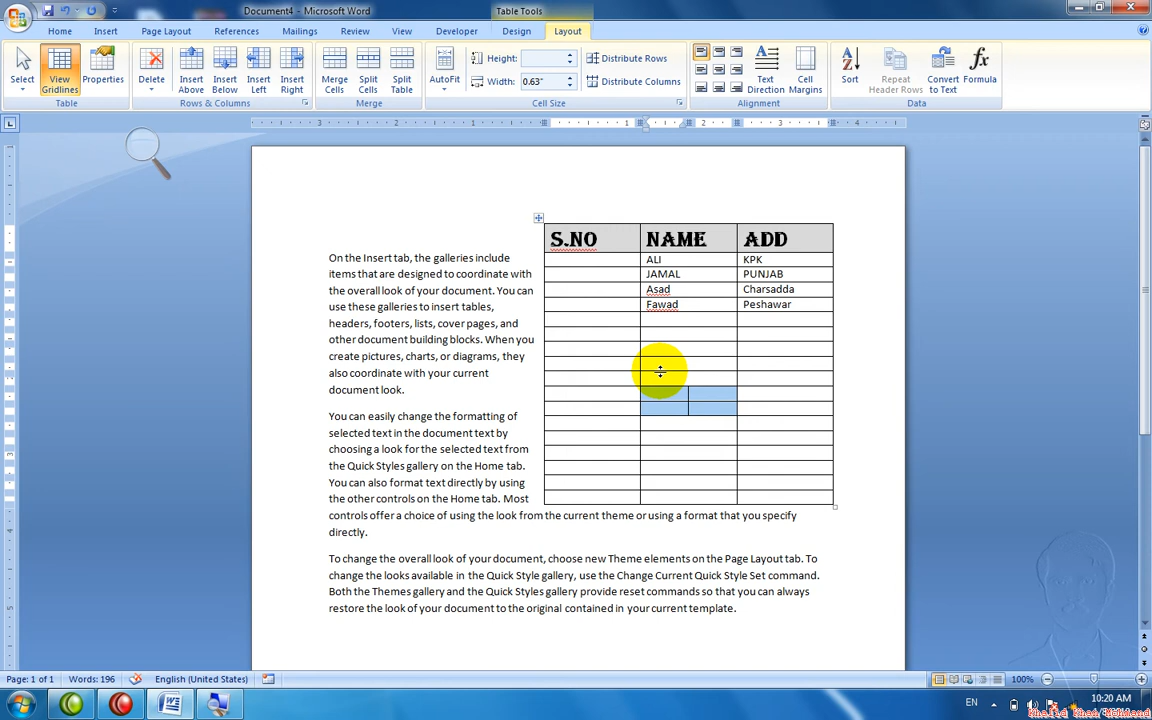 Document4 - Microsoft Word
Table Tools
Home
Insert
Page Layout
References
Mailings
Review
View
Developer
Design
Layout
Select
View
Gridlines
Properties
Table
Delete
Insert
Above
Insert
Below
Insert
Left
Insert
Right
Rows & Columns
Merge
Cells
Split
Cells
Split
Table
Merge
AutoFit
Height:
Width: 0.63"
Distribute Rows
Distribute Columns
Cell Size
Text
Direction
Cell
Margins
Alignment
Sort
Repeat
Header Rows
Convert
to Text
Formula
Data
3 2 1 1 2 3 4
S.NO NAME ADD
ALI KPK
JAMAL PUNJAB
Asad Charsadda
Fawad Peshawar
On the Insert tab, the galleries include
items that are designed to coordinate with
the overall look of your document. You can
use these galleries to insert tables,
headers, footers, lists, cover pages, and
other document building blocks. When you
create pictures, charts, or diagrams, they
also coordinate with your current
document look.
You can easily change the formatting of
selected text in the document text by
choosing a look for the selected text from
the Quick Styles gallery on the Home tab.
You can also format text directly by using
the other controls on the Home tab. Most
controls offer a choice of using the look from the current theme or using a format that you specify
directly.
To change the overall look of your document, choose new Theme elements on the Page Layout tab. To
change the looks available in the Quick Style gallery, use the Change Current Quick Style Set command.
Both the Themes gallery and the Quick Styles gallery provide reset commands so that you can always
restore the look of your document to the original contained in your current template.
Page: 1 of 1
Words: 196
English (United States)
100%
EN
10:20 AM